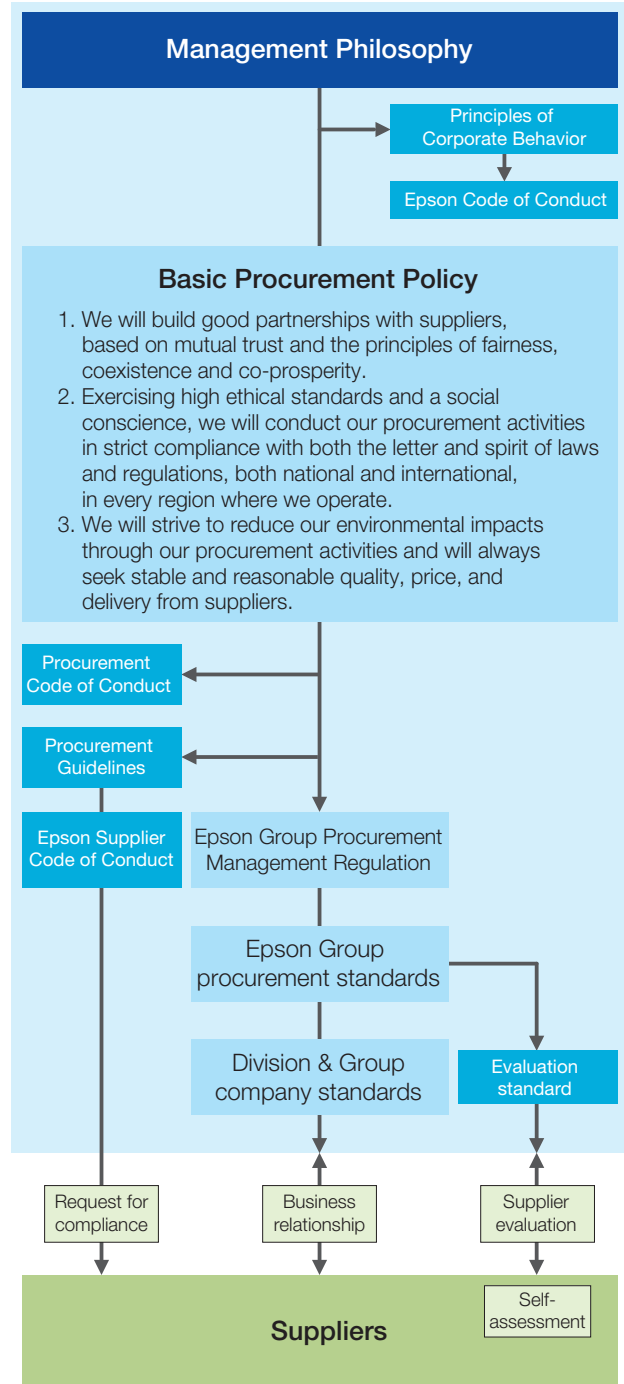 Management Philosophy
Principles of
Corporate Behavior
Epson Code of Conduct
Basic Procurement Policy
1. We will build good partnerships with suppliers,
based on mutual trust and the principles of fairness,
coexistence and co-prosperity.
2. Exercising high ethical standards and a social
conscience, we will conduct our procurement activities
in strict compliance with both the letter and spirit of laws
and regulations, both national and international,
in every region where we operate.
3. We will strive to reduce our environmental impacts
through our procurement activities and will always
seek stable and reasonable quality, price, and
delivery from suppliers.
Procurement
Code of Conduct
Procurement
Guidelines
Epson Supplier
Code of Conduct
Epson Group Procurement
Management Regulation
Epson Group
procurement standards
Division & Group
company standards
Evaluation
standard
Request for
compliance
Business
relationship
Supplier
evaluation
Self-
assessment
Suppliers